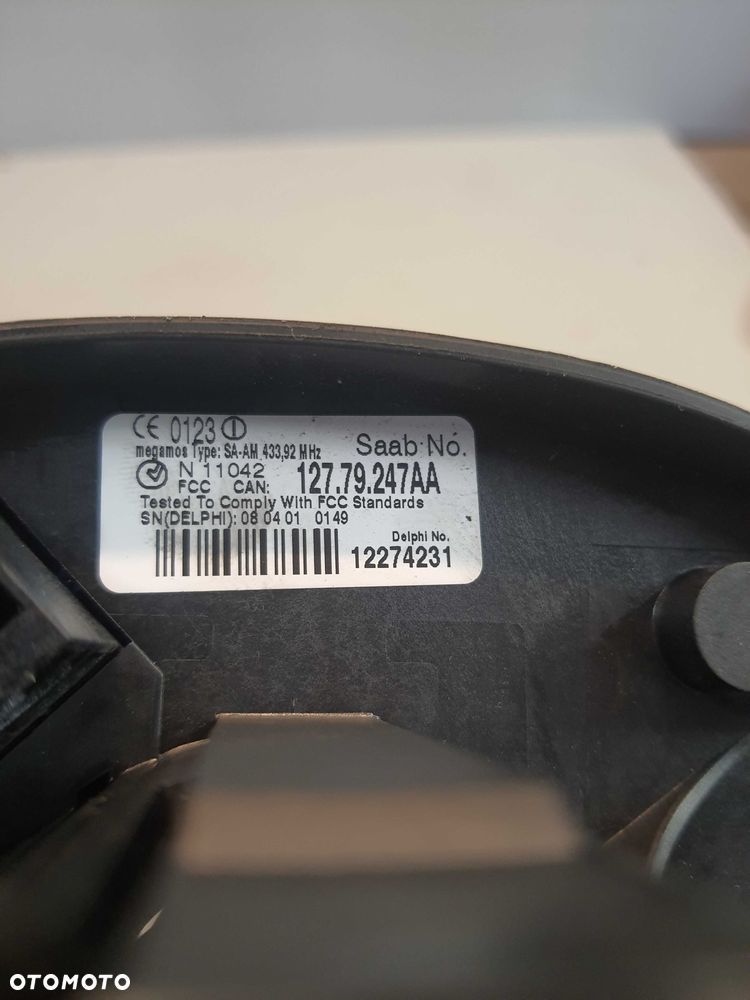 CE 0123
megamos Type: SA-AM 433,92 MHz
Saab No.
N 11042
FCC CAN: 127.79.247AA
Tested To Comply With FCC Standards
SN(DELPHI): 08 04 01 0149
Delphi No.
12274231
OTOMOTO